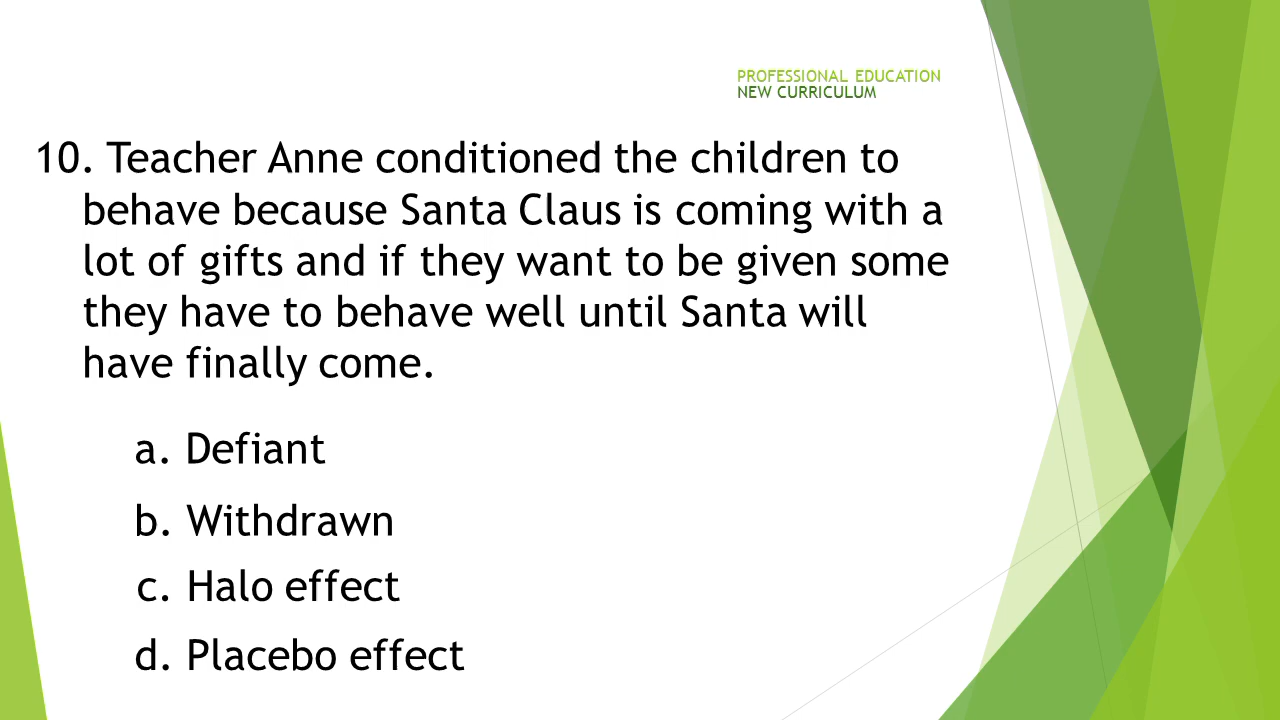 PROFESSIONAL EDUCATION
NEW CURRICULUM
10. Teacher Anne conditioned the children to
behave because Santa Claus is coming with a
lot of gifts and if they want to be given some
they have to behave well until Santa will
have finally come.
a. Defiant
b. Withdrawn
c. Halo effect
d. Placebo effect